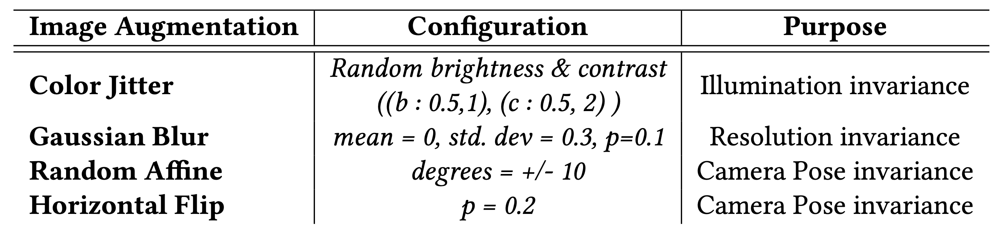 Image Augmentation Configuration Purpose
Color Jitter Random brightness & contrast Illumination invariance
((b : 0.5,1), (c : 0.5, 2) )
Gaussian Blur mean = 0, std. dev = 0.3, p=0.1 Resolution invariance
Random Affine degrees = +/- 10 Camera Pose invariance
Horizontal Flip p = 0.2 Camera Pose invariance